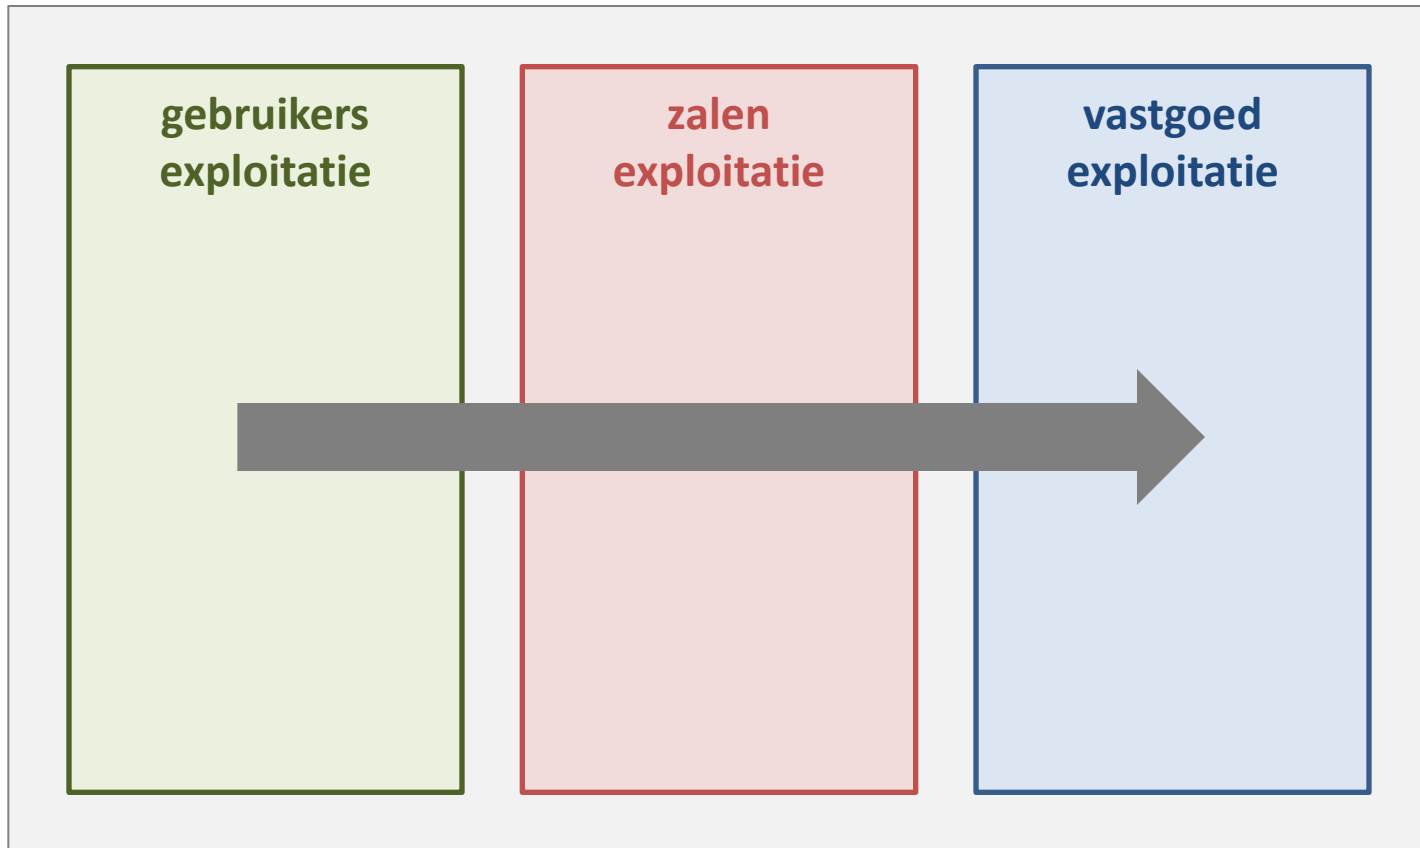 gebruikers
exploitatie
zalen
exploitatie
vastgoed
exploitatie